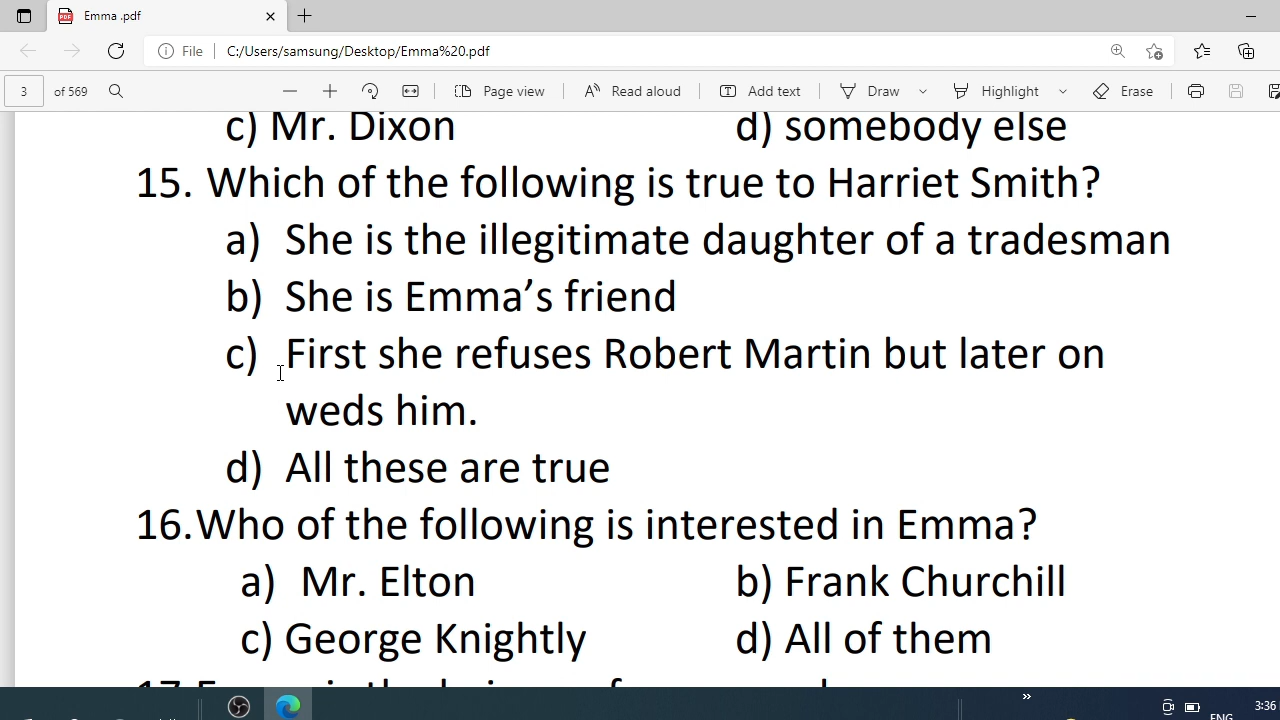 Emma .pdf
File
C:/Users/samsung/Desktop/Emma%20.pdf
3 of 569
Page view
Read aloud
Add text
Draw
Highlight
Erase
c) Mr. Dixon d) somebody else
15. Which of the following is true to Harriet Smith?
a) She is the illegitimate daughter of a tradesman
b) She is Emma’s friend
c) First she refuses Robert Martin but later on
weds him.
d) All these are true
16.Who of the following is interested in Emma?
a) Mr. Elton b) Frank Churchill
c) George Knightly d) All of them
ENG
3:36